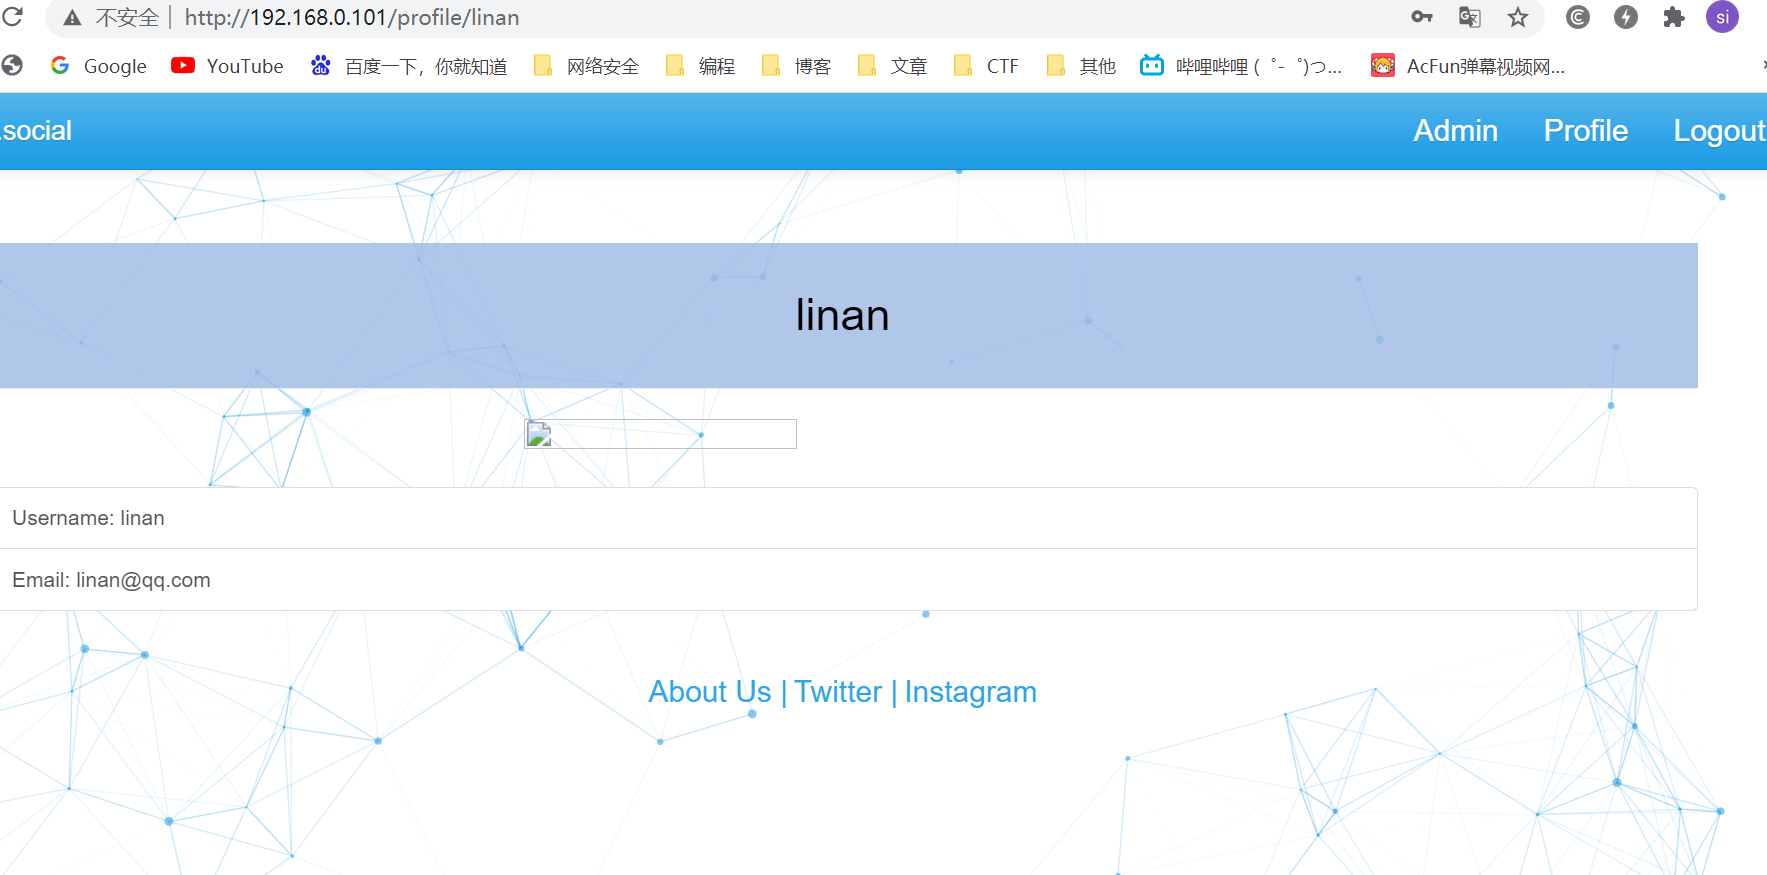 不安全 | http://192.168.0.101/profile/linan
si
Google YouTube 百度一下，你就知道 网络安全 编程 博客 文章 CTF 其他 哔哩哔哩 ( ゜- ゜)つ... AcFun弹幕视频网...
.social Admin Profile Logout
linan
Username: linan
Email: linan@qq.com
About Us | Twitter | Instagram